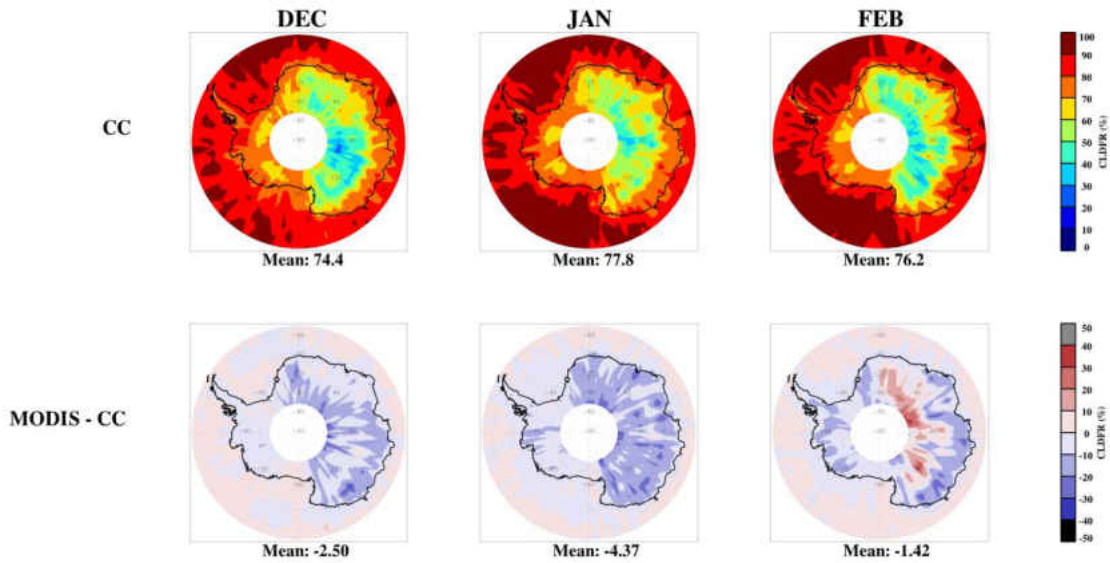 DEC
JAN
FEB
CC
Mean: 74.4
Mean: 77.8
Mean: 76.2
100
90
80
70
60
50
40
30
20
10
0
CLDFR (%)
MODIS - CC
Mean: -2.50
Mean: -4.37
Mean: -1.42
50
40
30
20
10
0
-10
-20
-30
-40
-50
CLDFR (%)